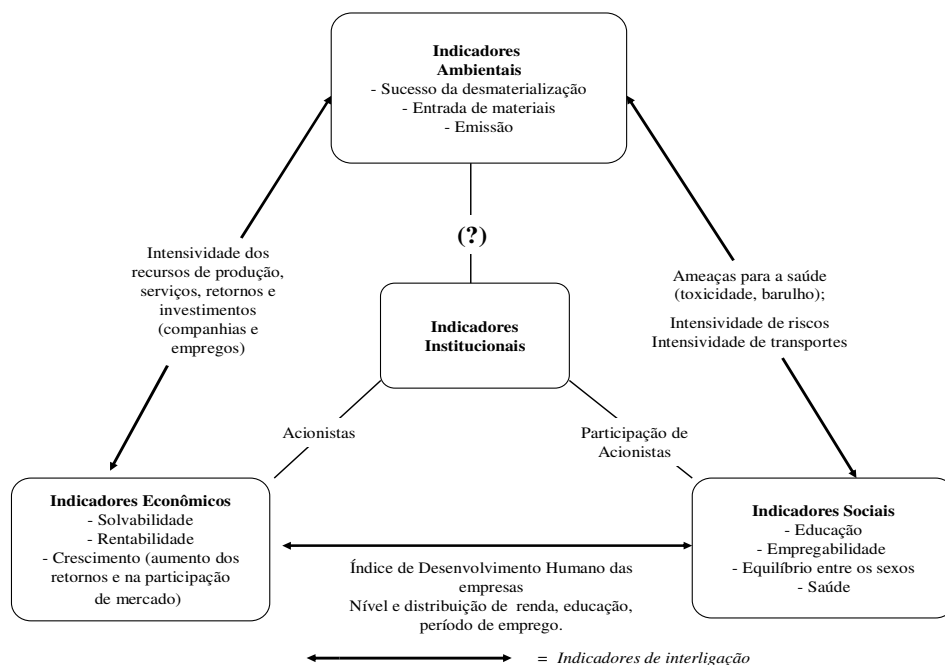 Indicadores
Ambientais
- Sucesso da desmaterialização
- Entrada de materiais
- Emissão
(?)
Intensividade dos
recursos de produção,
serviços, retornos e
investimentos
(companhias e
empregos)
Ameaças para a saúde
(toxicidade, barulho);
Intensividade de riscos
Intensividade de transportes
Indicadores
Institucionais
Acionistas
Participação de
Acionistas
Indicadores Econômicos
- Solvabilidade
- Rentabilidade
- Crescimento (aumento dos
retornos e na participação
de mercado)
Indicadores Sociais
- Educação
- Empregabilidade
- Equilíbrio entre os sexos
- Saúde
Índice de Desenvolvimento Humano das
empresas
Nível e distribuição de renda, educação,
período de emprego.
= Indicadores de interligação